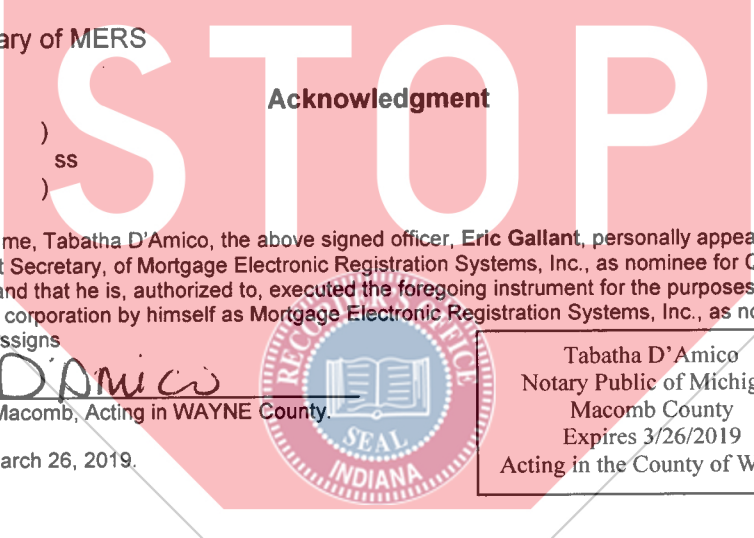 ary of MERS
STOP
Acknowledgment
)
ss
)
me, Tabatha D'Amico, the above signed officer, Eric Gallant, personally appea
t Secretary, of Mortgage Electronic Registration Systems, Inc., as nominee for
and that he is, authorized to, executed the foregoing instrument for the purposes
corporation by himself as Mortgage Electronic Registration Systems, Inc., as no
ssigns
D'Amico
Macomb, Acting in WAYNE County.
arch 26, 2019.
RECORDER'S OFFICE
SEAL
INDIANA
Tabatha D'Amico
Notary Public of Michig
Macomb County
Expires 3/26/2019
Acting in the County of W